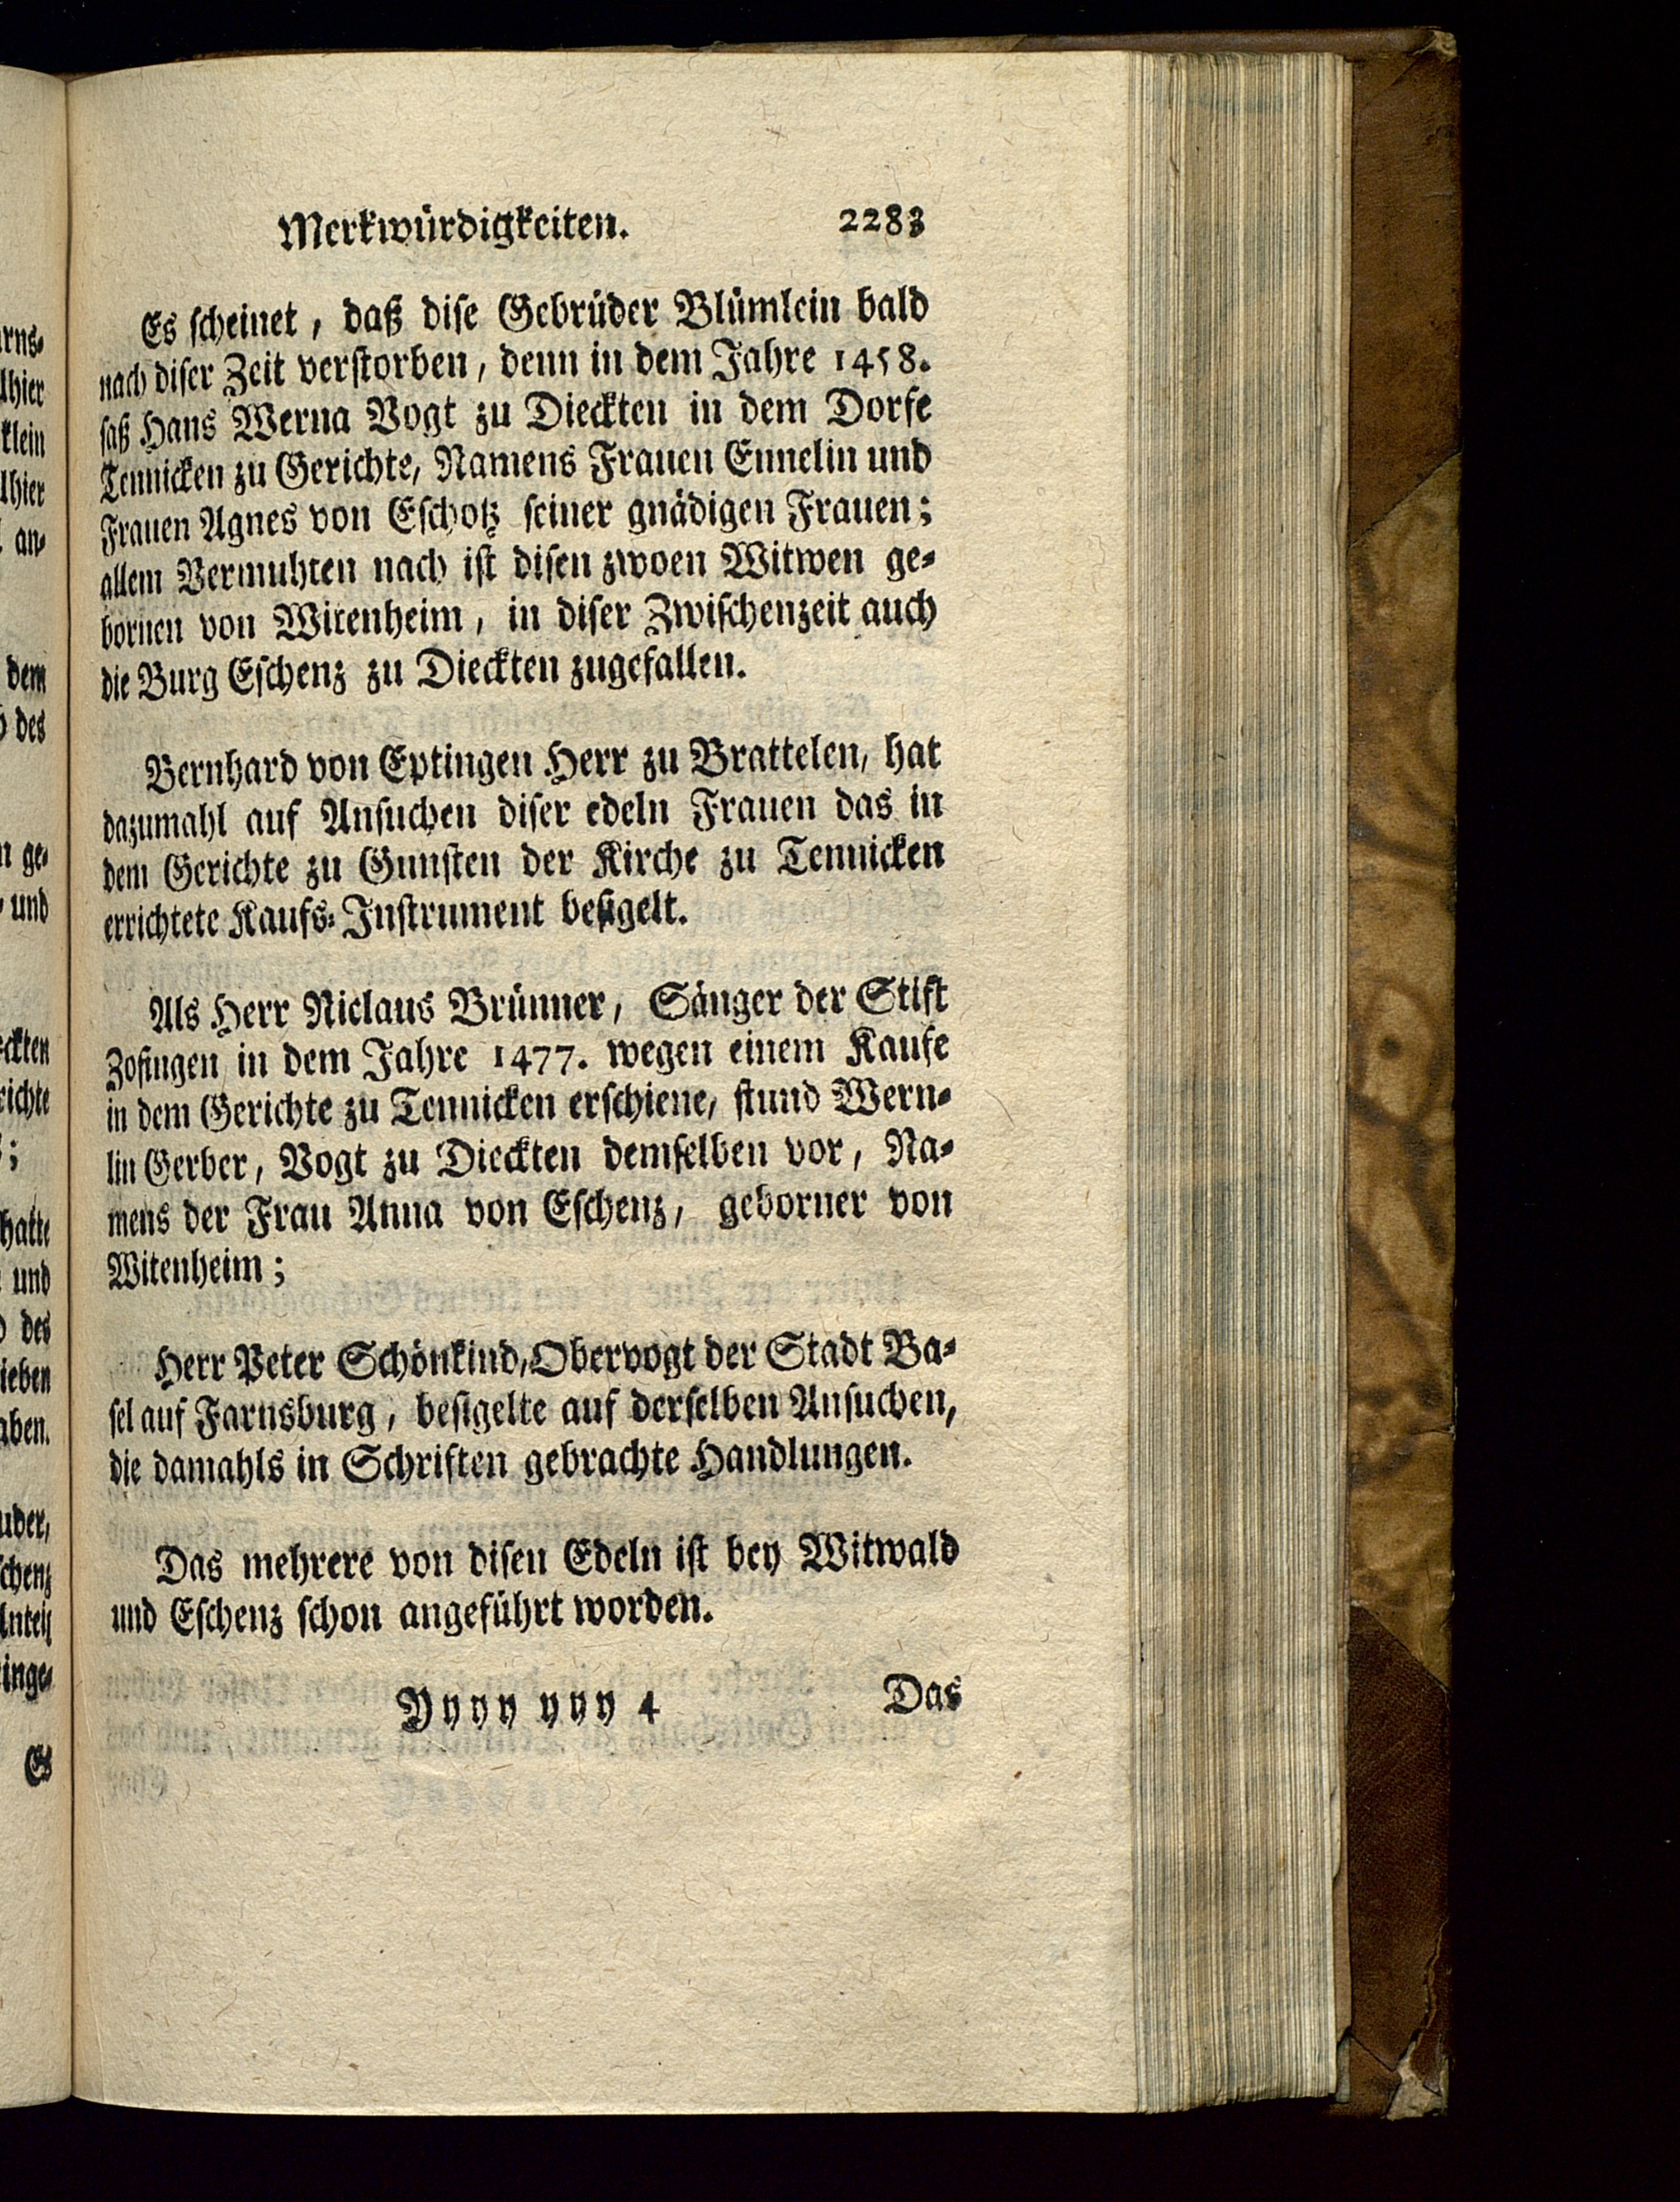 Merkwürdigkeiten. 2283
Es scheinet, daß dise Gebrüder Blümlein bald
nach diser Zeit verstorben, denn in dem Jahre 1458.
saß Hans Werna Vogt zu Dieckten in dem Dorfe
Tennicken zu Gerichte, Namens Frauen Ennelin und
Frauen Agnes von Eschotz seiner gnädigen Frauen;
allem Vermuhten nach ist disen zwoen Witwen ge-
bornen von Witenheim, in diser Zwischenzeit auch
die Burg Eschenz zu Dieckten zugefallen.
Bernhard von Eptingen Herr zu Brattelen, hat
dazumahl auf Ansuchen diser edeln Frauen das in
dem Gerichte zu Gunsten der Kirche zu Tennicken
errichtete Kaufs-Instrument besigelt.
Als Herr Niclaus Brünner, Sänger der Stift
Zofingen in dem Jahre 1477. wegen einem Kaufe
in dem Gerichte zu Tennicken erschiene, stund Wern-
lin Gerber, Vogt zu Dieckten demselben vor, Na-
mens der Frau Anna von Eschenz, geborner von
Witenheim;
Herr Peter Schönkind, Obervogt der Stadt Ba-
sel auf Farnsburg, besigelte auf derselben Ansuchen,
die damahls in Schriften gebrachte Handlungen.
Das mehrere von disen Edeln ist bey Witwald
und Eschenz schon angeführt worden.
Yyyy yyy 4 Das